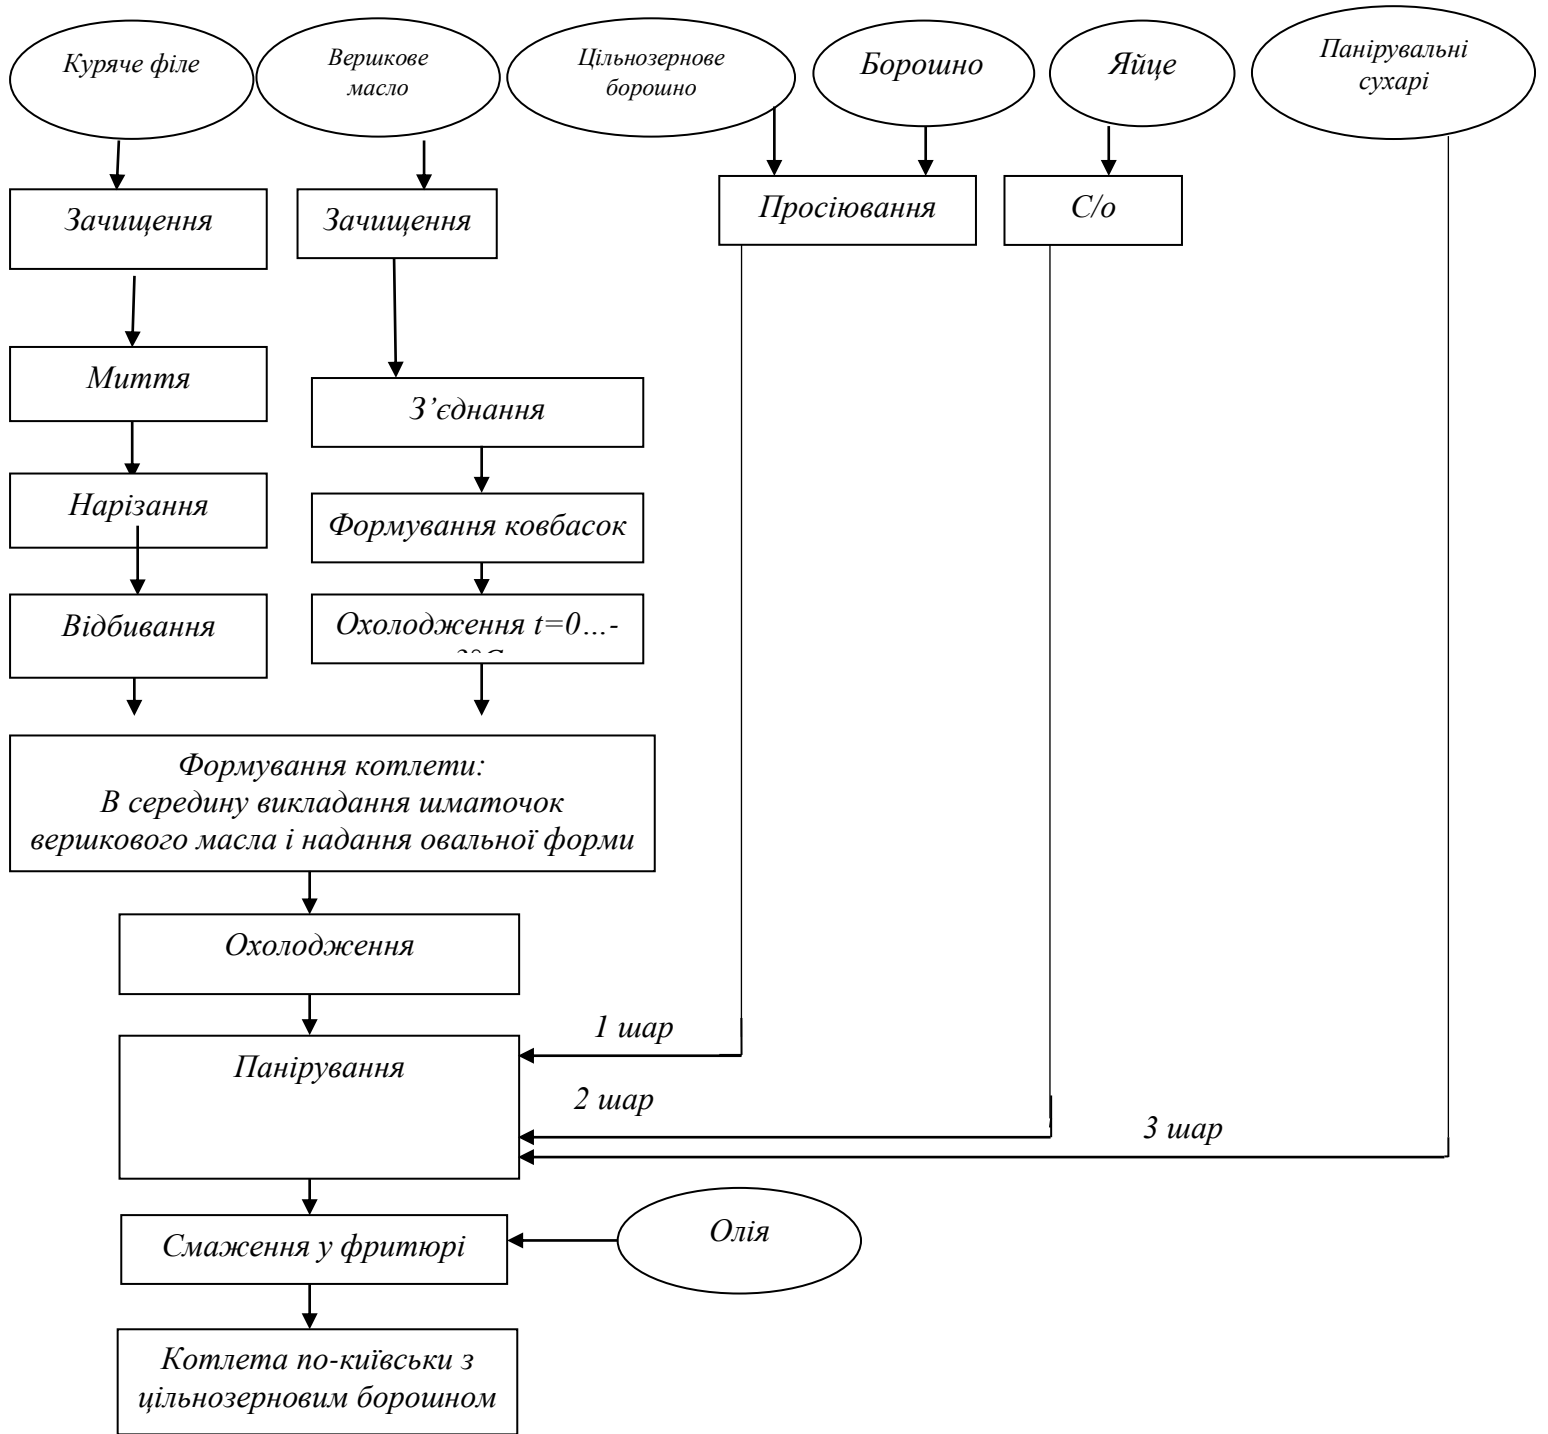 Куряче філе
Вершкове
масло
Цільнозернове
борошно
Борошно
Яйце
Панірувальні
сухарі
Зачищення
Зачищення
Просіювання
С/о
Миття
З’єднання
Нарізання
Формування ковбасок
Відбивання
Охолодження t=0…-
Формування котлети:
В середину викладання шматочок
вершкового масла і надання овальної форми
Охолодження
1 шар
Панірування
2 шар
3 шар
Смаження у фритюрі
Олія
Котлета по-київськи з
цільнозерновим борошном